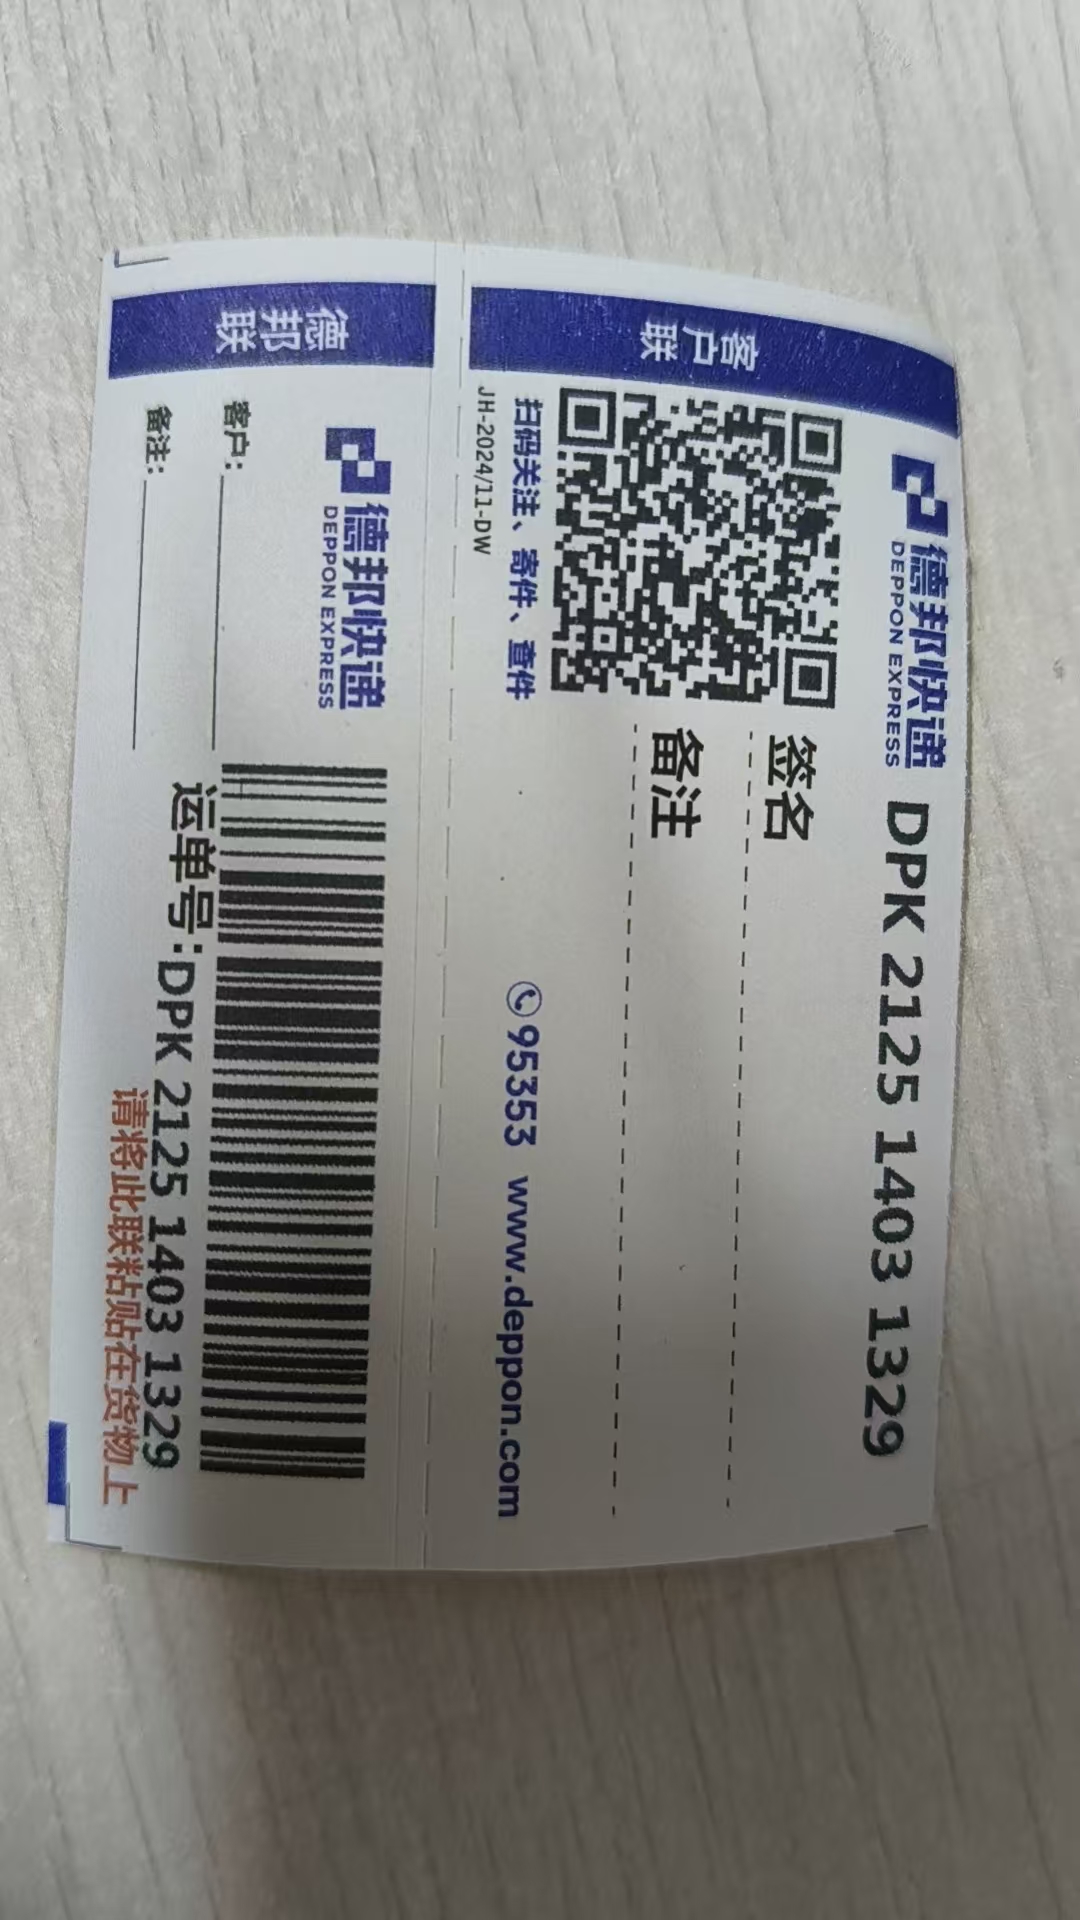 客户联
德邦快递
DEPPON EXPRESS
DPK 2125 1403 1329
签名
备注
扫码关注、寄件、查件
95353 www.deppon.com
JH-2024/11-DW
德邦联
德邦快递
DEPPON EXPRESS
客户:
备注:
运单号:DPK 2125 1403 1329
请将此联粘贴在货物上